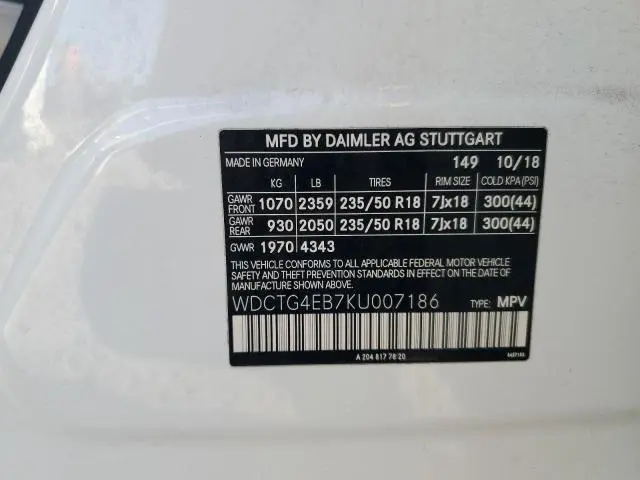 MFD BY DAIMLER AG STUTTGART
MADE IN GERMANY 149 10/18
KG LB TIRES RIM SIZE COLD KPA(PSI)
GAWR FRONT 1070 2359 235/50 R18 7Jx18 300(44)
GAWR REAR 930 2050 235/50 R18 7Jx18 300(44)
GVWR 1970 4343
THIS VEHICLE CONFORMS TO ALL APPLICABLE FEDERAL MOTOR VEHICLE
SAFETY AND THEFT PREVENTION STANDARDS IN EFFECT ON THE DATE OF
MANUFACTURE SHOWN ABOVE.
WDCTG4EB7KU007186 TYPE: MPV
A 204 817 78 20